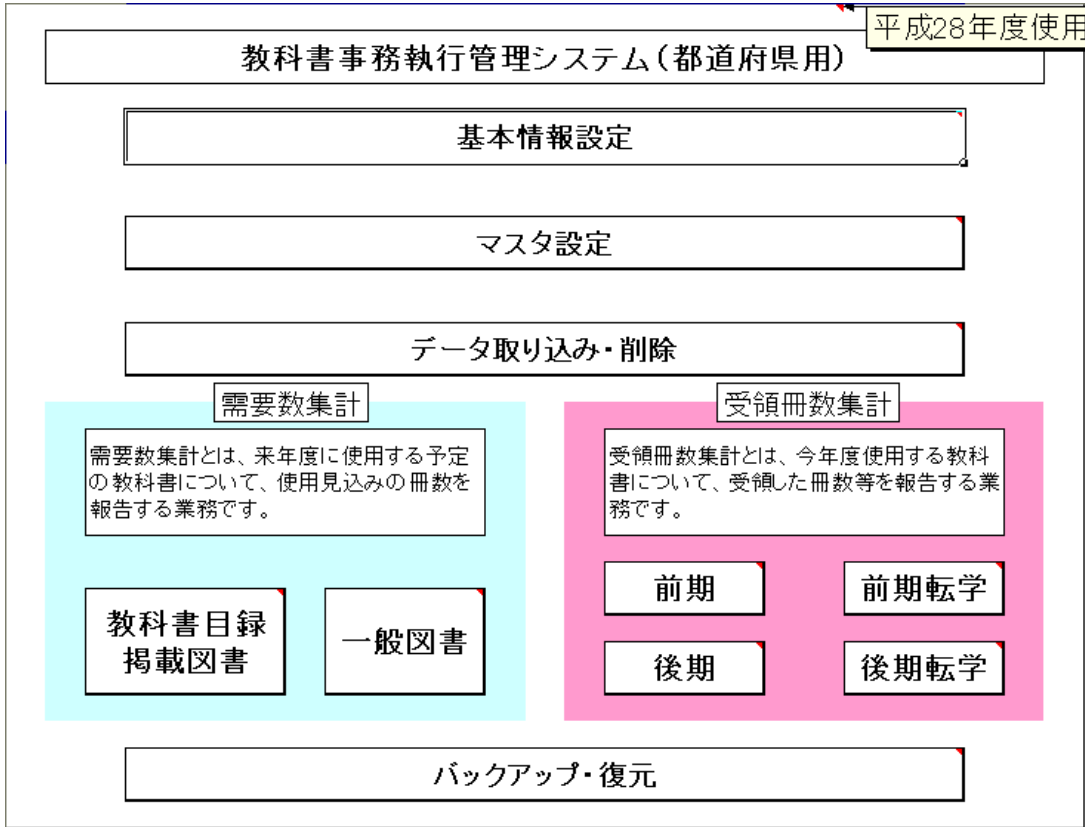 平成28年度使用
教科書事務執行管理システム(都道府県用)
基本情報設定
マスタ設定
データ取り込み・削除
需要数集計
需要数集計とは、来年度に使用する予定
の教科書について、使用見込みの冊数を
報告する業務です。
教科書目録
掲載図書
一般図書
受領冊数集計
受領冊数集計とは、今年度使用する教科
書について、受領した冊数等を報告する業
務です。
前期
前期転学
後期
後期転学
バックアップ・復元